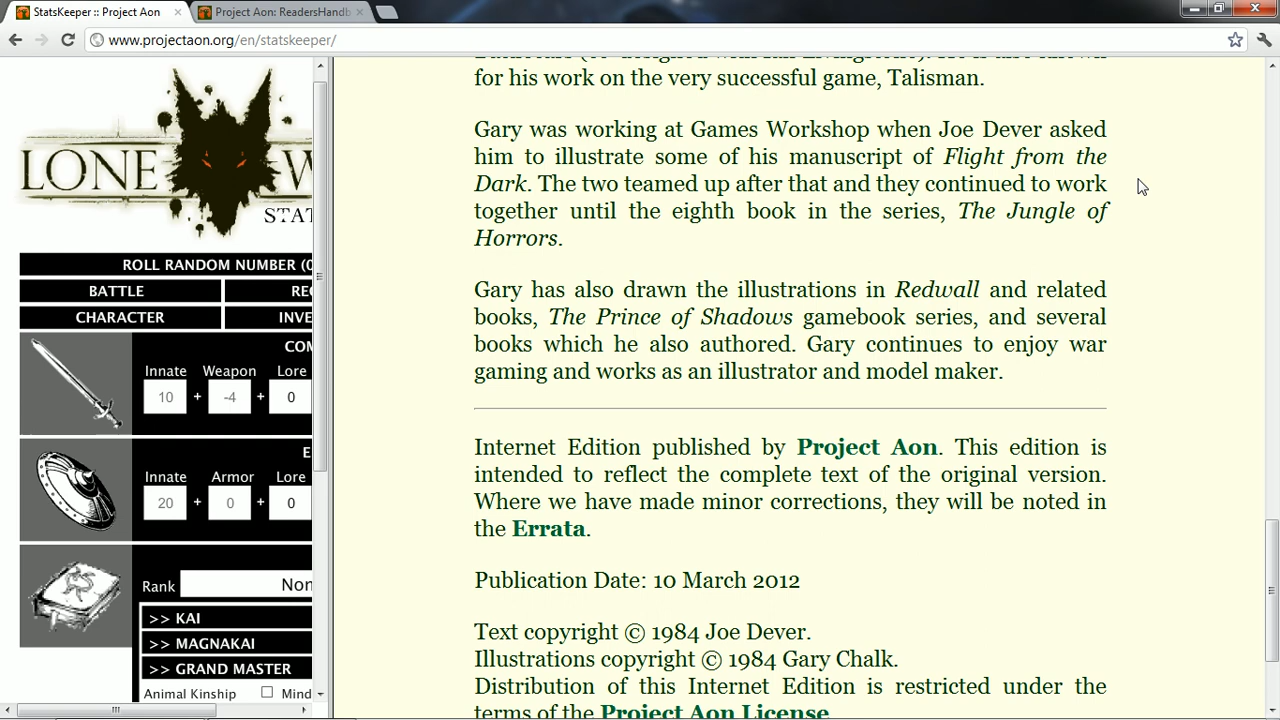 StatsKeeper :: Project Aon
Project Aon: ReadersHandb
www.projectaon.org/en/statskeeper/
LONE W
STAT
ROLL RANDOM NUMBER (0
BATTLE
REC
CHARACTER
INVE
COM
Innate Weapon Lore
10 + -4 + 0
E
Innate Armor Lore
20 + 0 + 0
Rank Non
>> KAI
>> MAGNAKAI
>> GRAND MASTER
Animal Kinship Mind
for his work on the very successful game, Talisman.
Gary was working at Games Workshop when Joe Dever asked
him to illustrate some of his manuscript of Flight from the
Dark. The two teamed up after that and they continued to work
together until the eighth book in the series, The Jungle of
Horrors.
Gary has also drawn the illustrations in Redwall and related
books, The Prince of Shadows gamebook series, and several
books which he also authored. Gary continues to enjoy war
gaming and works as an illustrator and model maker.
Internet Edition published by Project Aon. This edition is
intended to reflect the complete text of the original version.
Where we have made minor corrections, they will be noted in
the Errata.
Publication Date: 10 March 2012
Text copyright © 1984 Joe Dever.
Illustrations copyright © 1984 Gary Chalk.
Distribution of this Internet Edition is restricted under the
terms of the Project Aon License